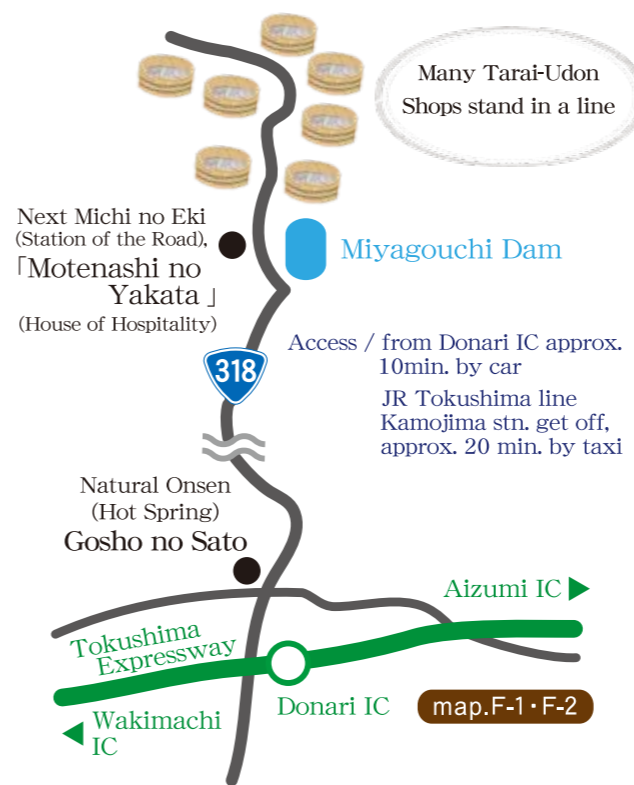 Many Tarai-Udon
Shops stand in a line
Next Michi no Eki
(Station of the Road),
「Motenashi no
Yakata 」
(House of Hospitality)
Miyagouchi Dam
Access / from Donari IC approx.
10min. by car
JR Tokushima line
Kamojima stn. get off,
approx. 20 min. by taxi
318
Natural Onsen
(Hot Spring)
Gosho no Sato
Aizumi IC ▶
Tokushima
Expressway
Donari IC
◀ Wakimachi
IC
map.F-1・F-2